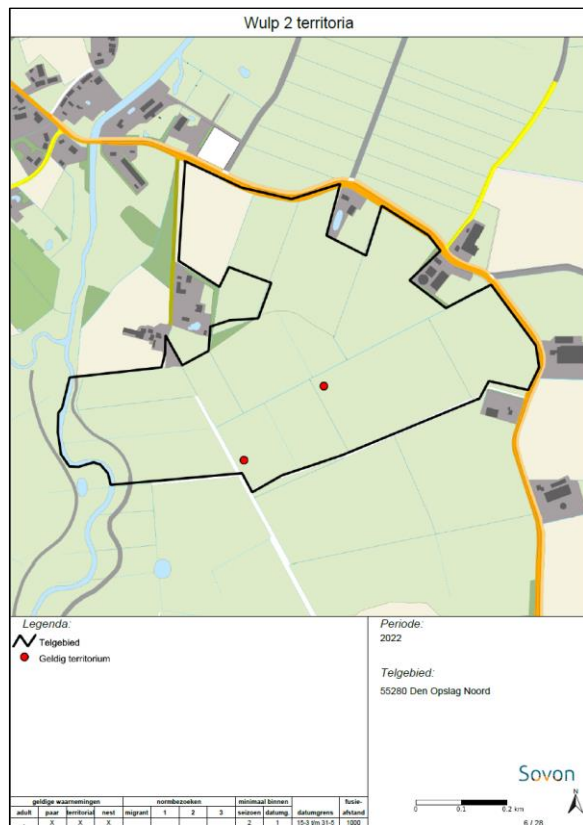 Wulp 2 territoria
Legenda:
Telgebied
Geldig territorium
Periode:
2022
Telgebied:
55280 Den Opslag Noord
Sovon
N
0 0.1 0.2 km
6 / 28
geldige waarnemingen normbezoeken minimaal binnen fusie-
adult paar territorial nest migrant 1 2 3 seizoen datumg. datumgrens afstand
. X X X 2 1 15-3 t/m 31-5 1000